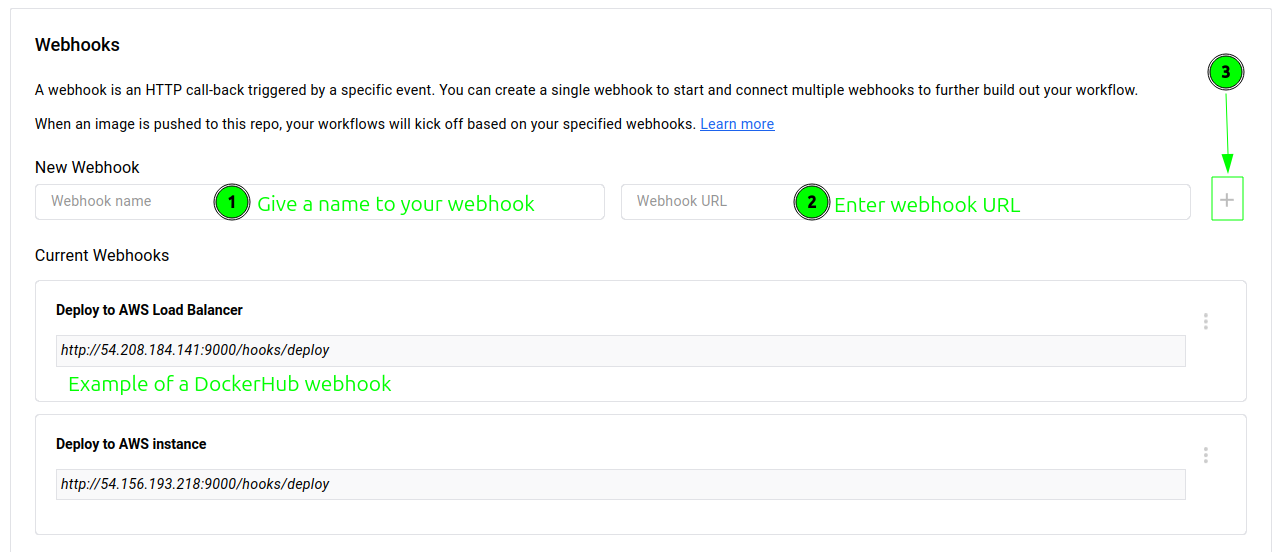 Webhooks
3
A webhook is an HTTP call-back triggered by a specific event. You can create a single webhook to start and connect multiple webhooks to further build out your workflow.
When an image is pushed to this repo, your workflows will kick off based on your specified webhooks. Learn more
New Webhook
Webhook name 1 Give a name to your webhook Webhook URL 2 Enter webhook URL +
Current Webhooks
Deploy to AWS Load Balancer
http://54.208.184.141:9000/hooks/deploy
Example of a DockerHub webhook
Deploy to AWS instance
http://54.156.193.218:9000/hooks/deploy